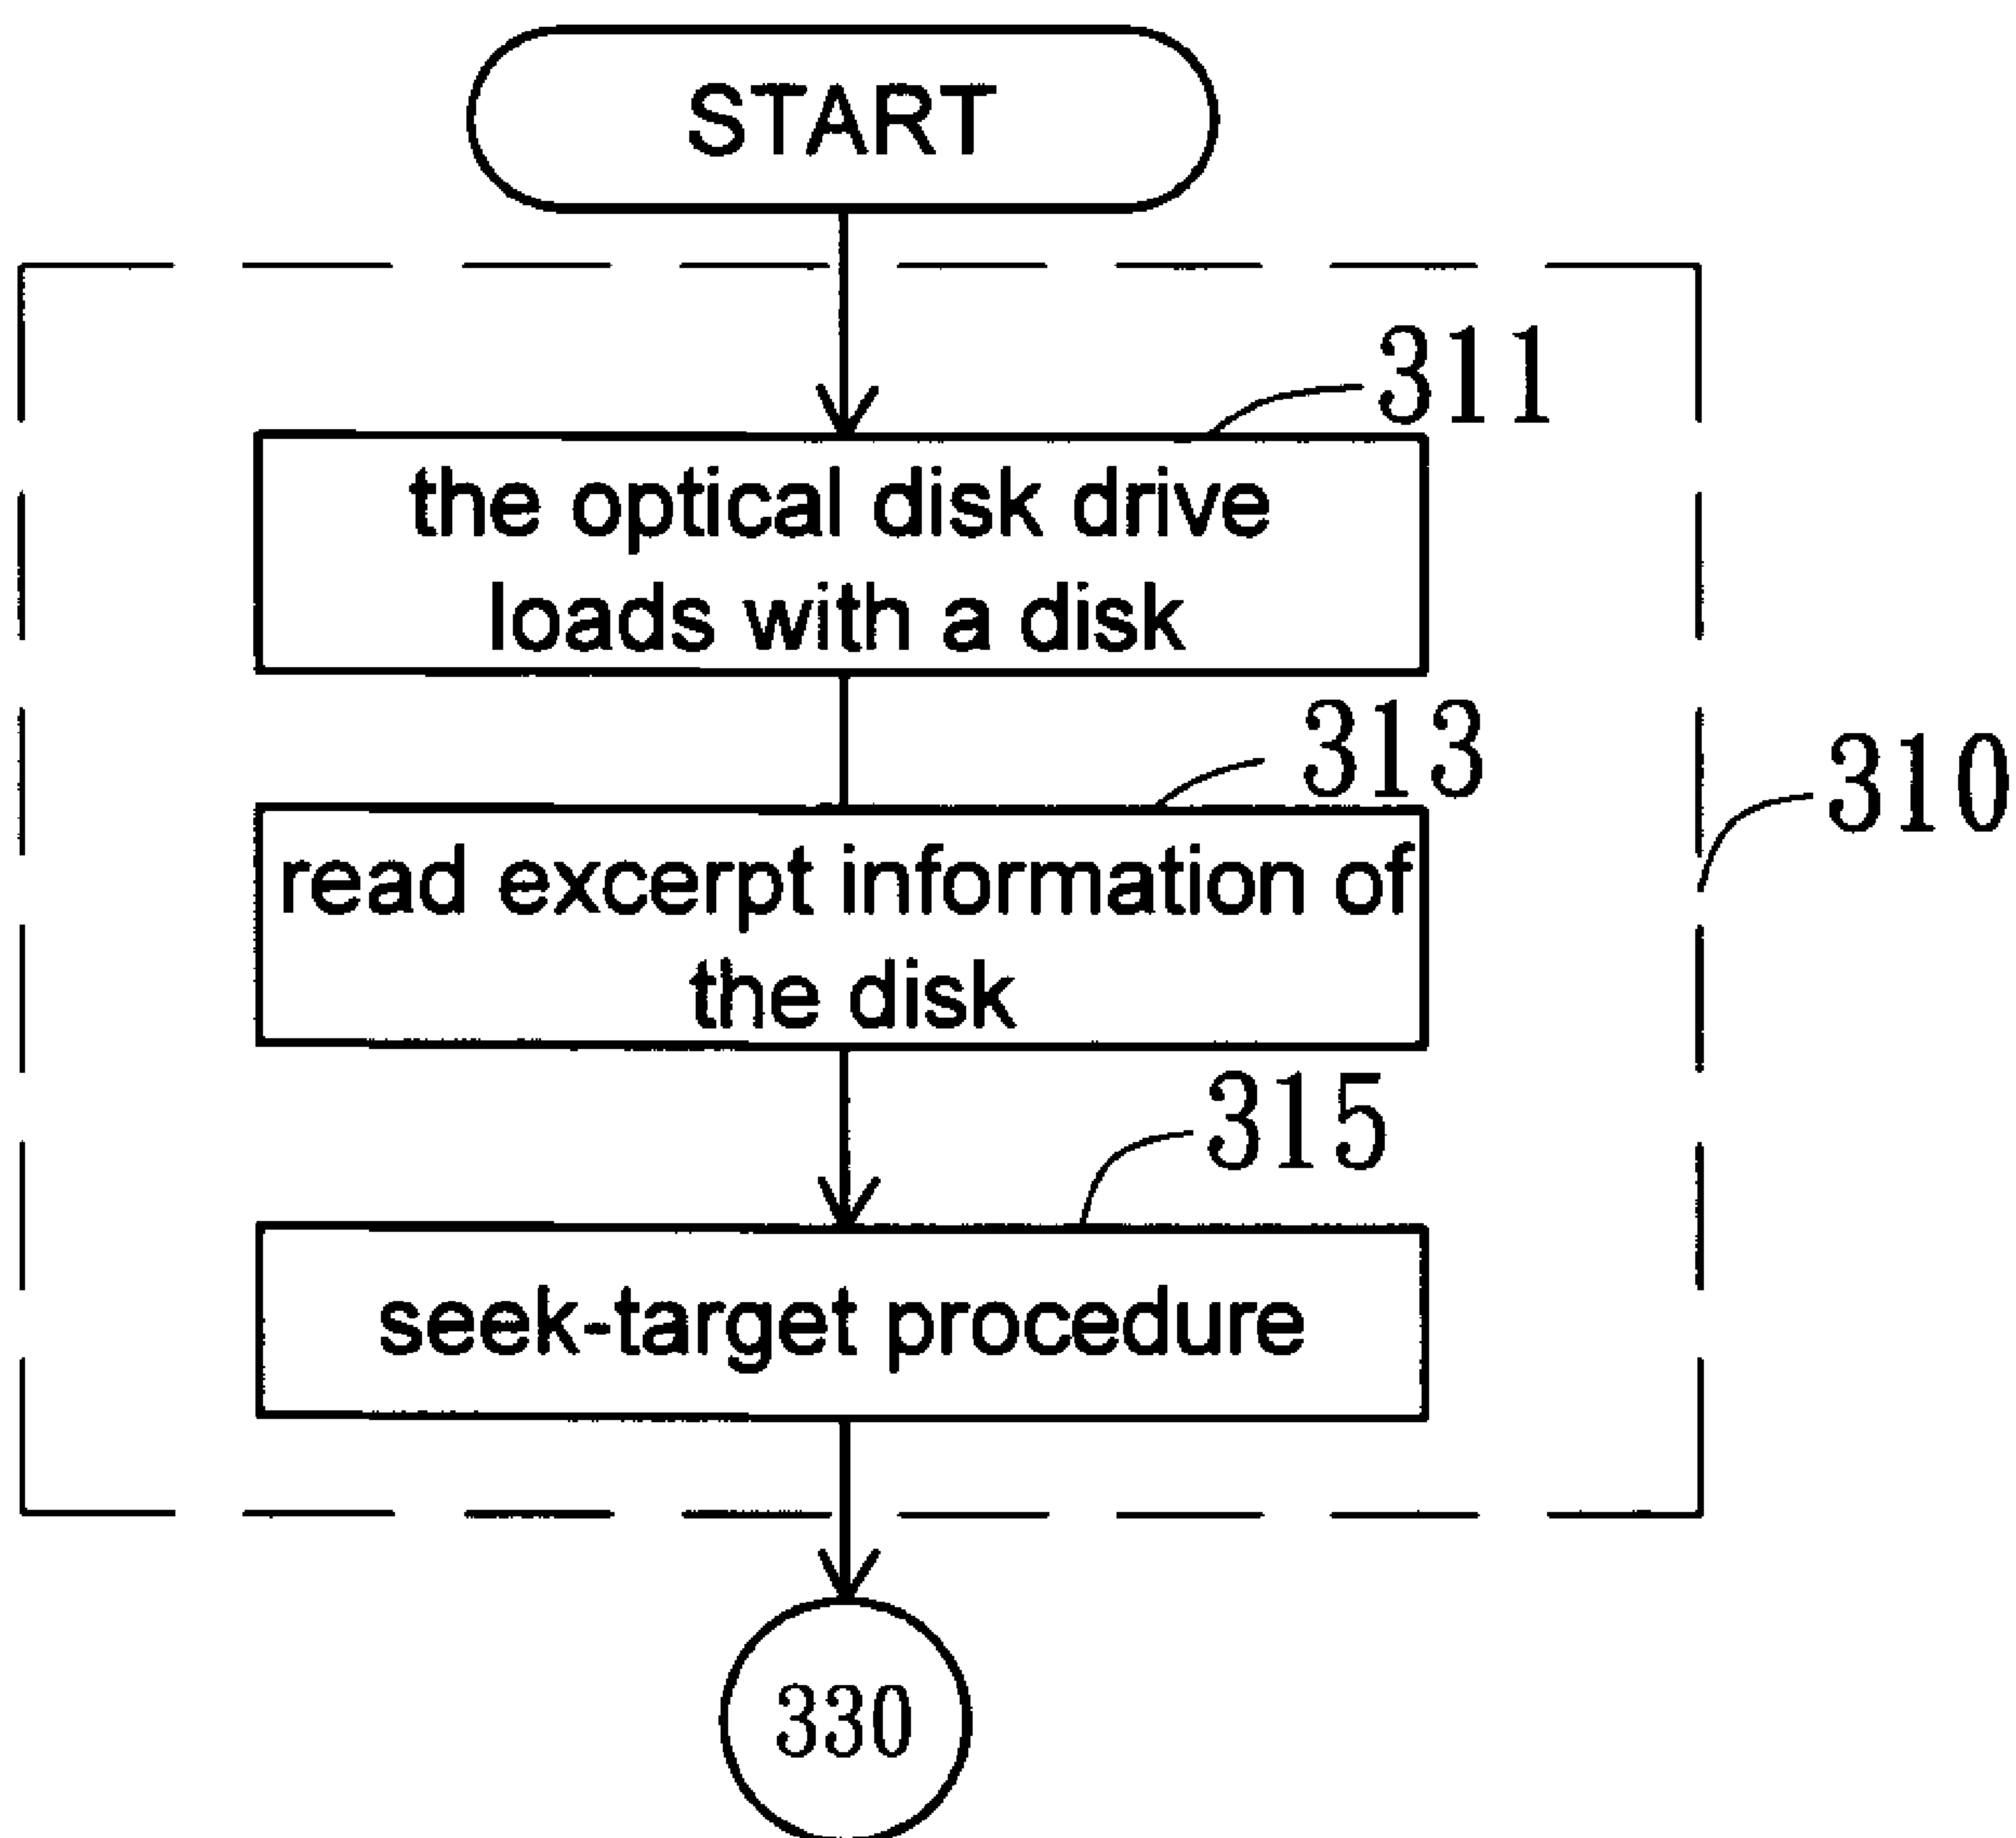 START
311
the optical disk drive
loads with a disk
313
310
read excerpt information of
the disk
315
seek-target procedure
330